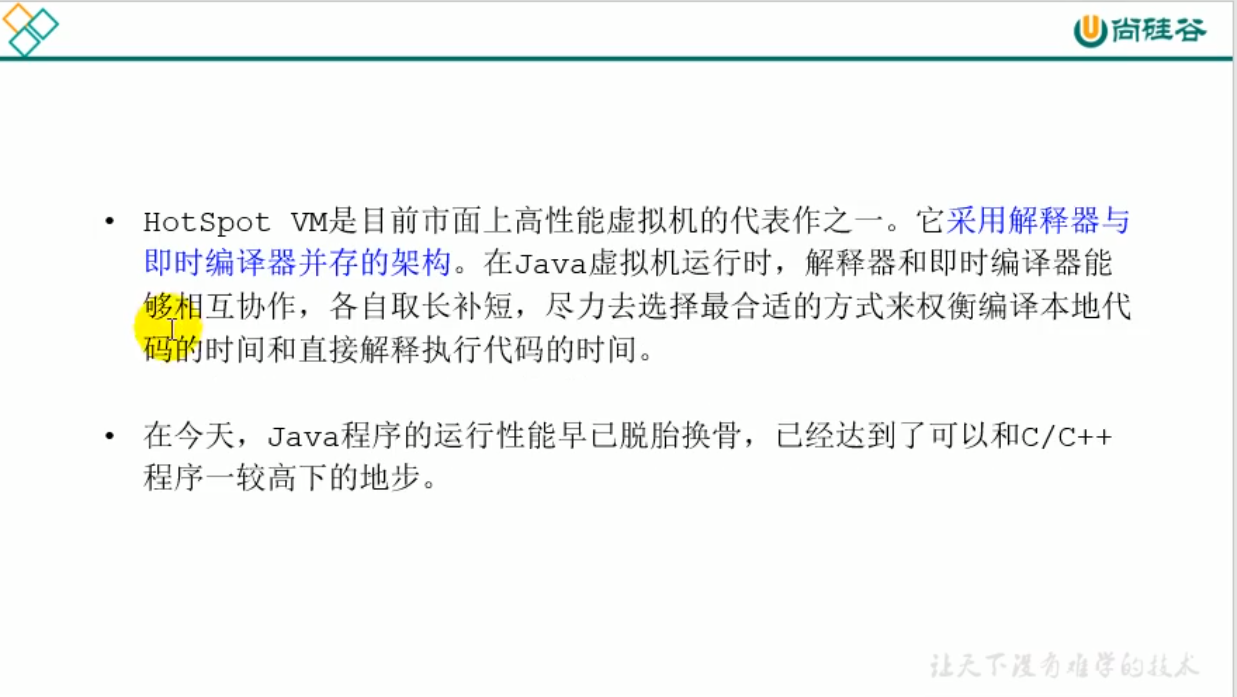 尚硅谷
• HotSpot VM是目前市面上高性能虚拟机的代表作之一。它采用解释器与
即时编译器并存的架构。在Java虚拟机运行时，解释器和即时编译器能
够相互协作，各自取长补短，尽力去选择最合适的方式来权衡编译本地代
码的时间和直接解释执行代码的时间。
• 在今天，Java程序的运行性能早已脱胎换骨，已经达到了可以和C/C++
程序一较高下的地步。
让天下没有难学的技术